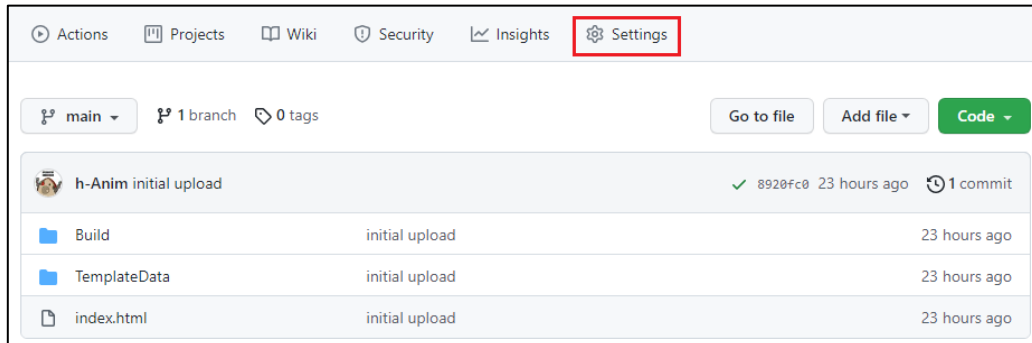 Actions Projects Wiki Security Insights Settings
main 1 branch 0 tags Go to file Add file Code
h-Anim initial upload 8920fc0 23 hours ago 1 commit
Build initial upload 23 hours ago
TemplateData initial upload 23 hours ago
index.html initial upload 23 hours ago